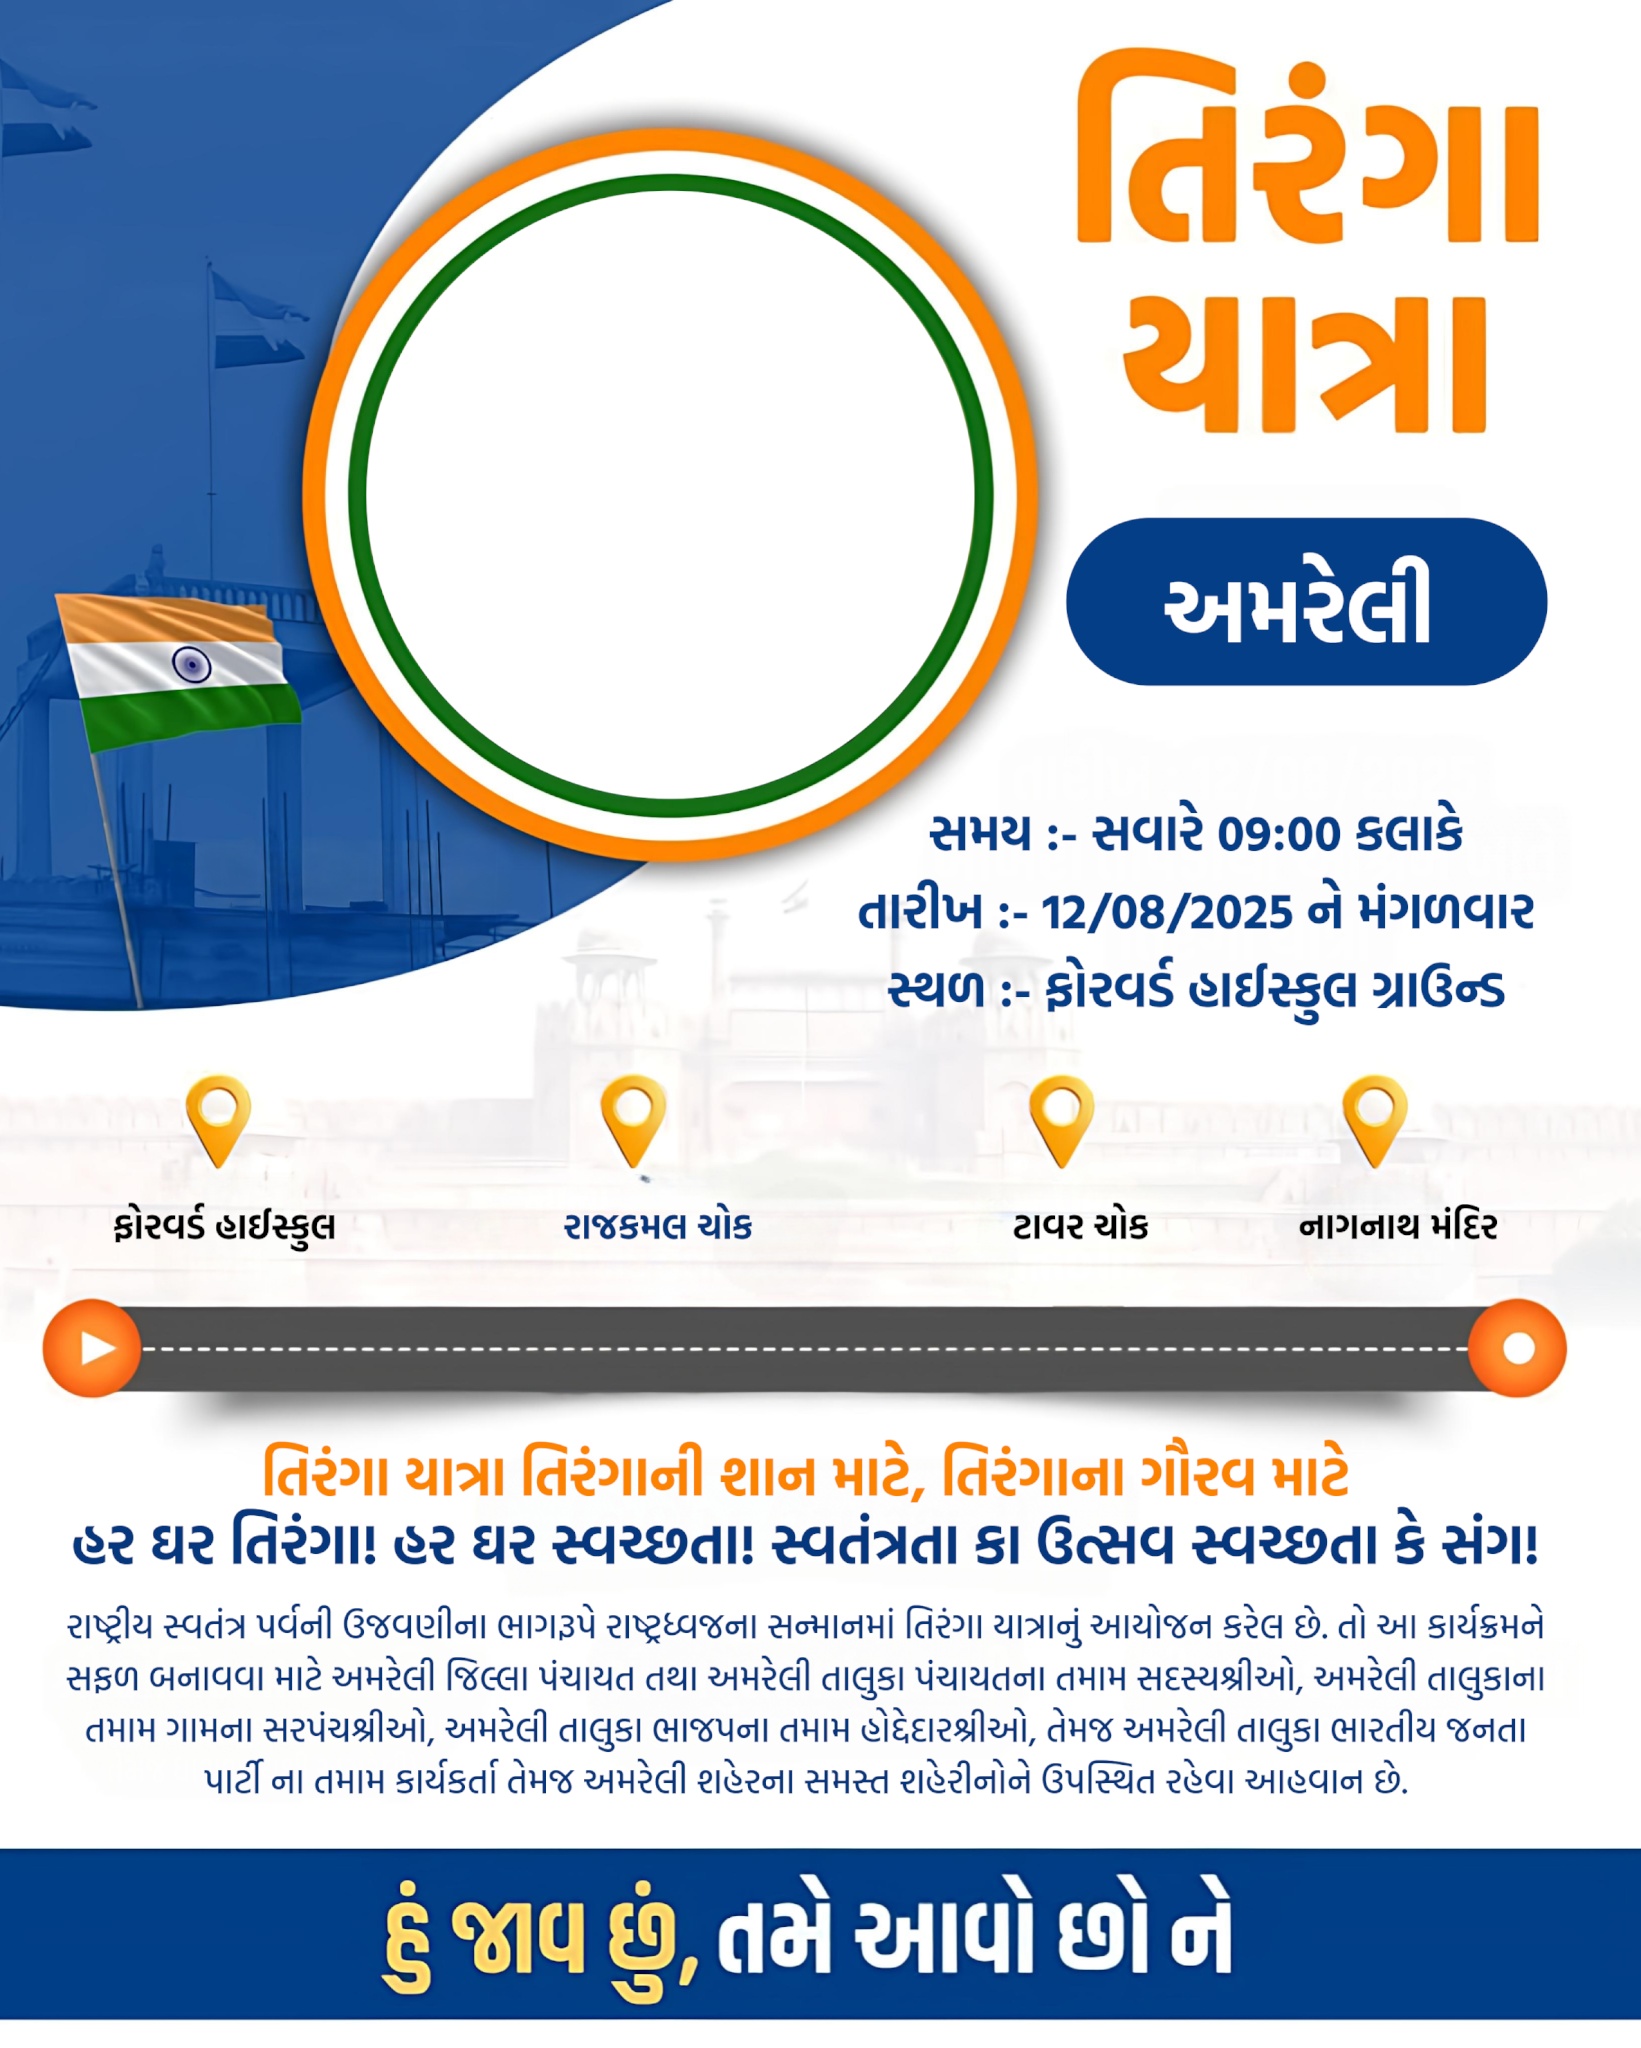 તિરંગા
યાત્રા
અમરેલી
સમય :- સવારે 09:00 કલાકે
તારીખ :- 12/08/2025 ને મંગળવાર
સ્થળ :- ફોરવર્ડ હાઈસ્કુલ ગ્રાઉન્ડ
ફોરવર્ડ હાઈસ્કુલ
રાજકમલ ચોક
ટાવર ચોક
નાગનાથ મંદિર
તિરંગા યાત્રા તિરંગાની શાન માટે, તિરંગાના ગૌરવ માટે
હર ઘર તિરંગા! હર ઘર સ્વચ્છતા! સ્વતંત્રતા કા ઉત્સવ સ્વચ્છતા કે સંગ!
રાષ્ટ્રીય સ્વતંત્ર પર્વની ઉજવણીના ભાગરૂપે રાષ્ટ્રધ્વજના સન્માનમાં તિરંગા યાત્રાનું આયોજન કરેલ છે. તો આ કાર્યક્રમને
સફળ બનાવવા માટે અમરેલી જિલ્લા પંચાયત તથા અમરેલી તાલુકા પંચાયતના તમામ સદસ્યશ્રીઓ, અમરેલી તાલુકાના
તમામ ગામના સરપંચશ્રીઓ, અમરેલી તાલુકા ભાજપના તમામ હોદ્દેદારશ્રીઓ, તેમજ અમરેલી તાલુકા ભારતીય જનતા
પાર્ટી ના તમામ કાર્યકર્તા તેમજ અમરેલી શહેરના સમસ્ત શહેરીનોને ઉપસ્થિત રહેવા આહવાન છે.
હું જાવ છું, તમે આવો છો ને